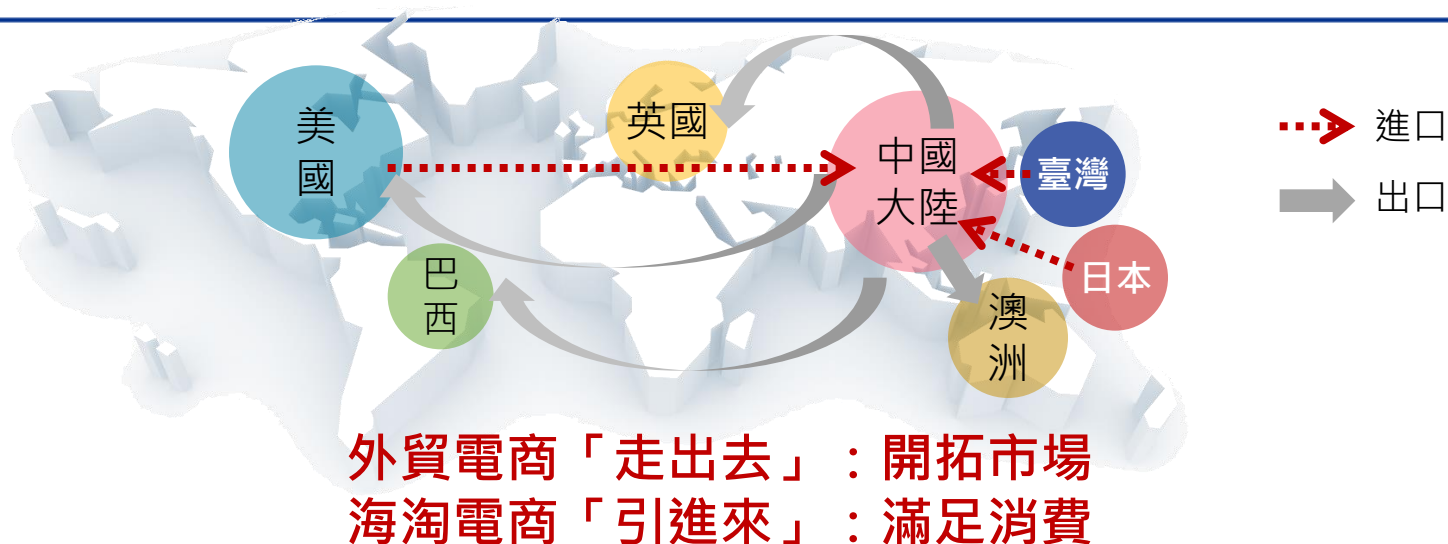 美
國
英國
中國
大陸
臺灣
日本
巴
西
澳
洲
進口
出口
外貿電商「走出去」：開拓市場
海淘電商「引進來」：滿足消費